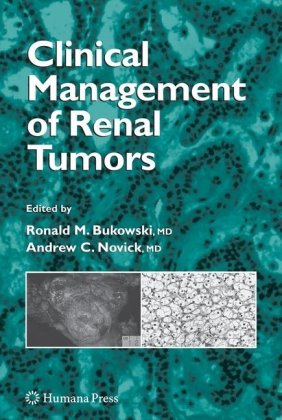 Clinical
Management
of Renal
Tumors
Edited by
Ronald M. Bukowski, MD
Andrew C. Novick, MD
Humana Press